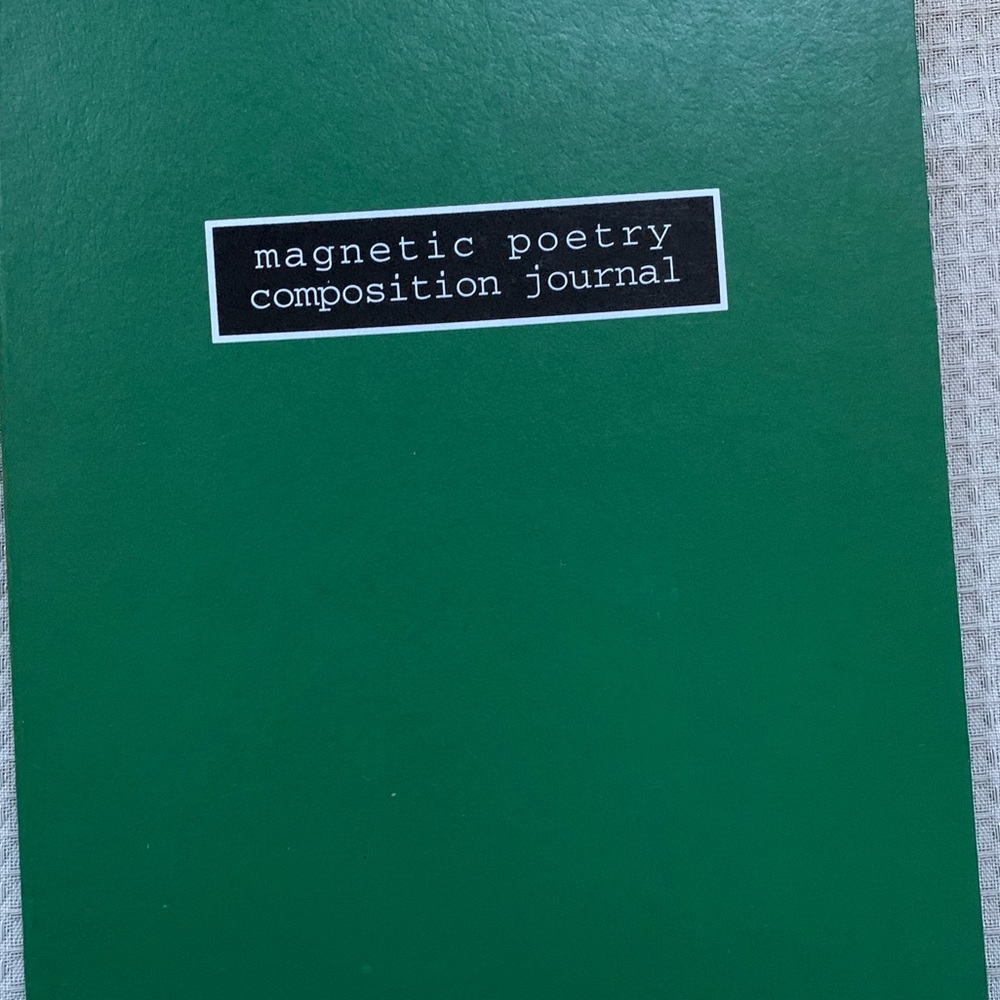 magnetic poetry
composition journal